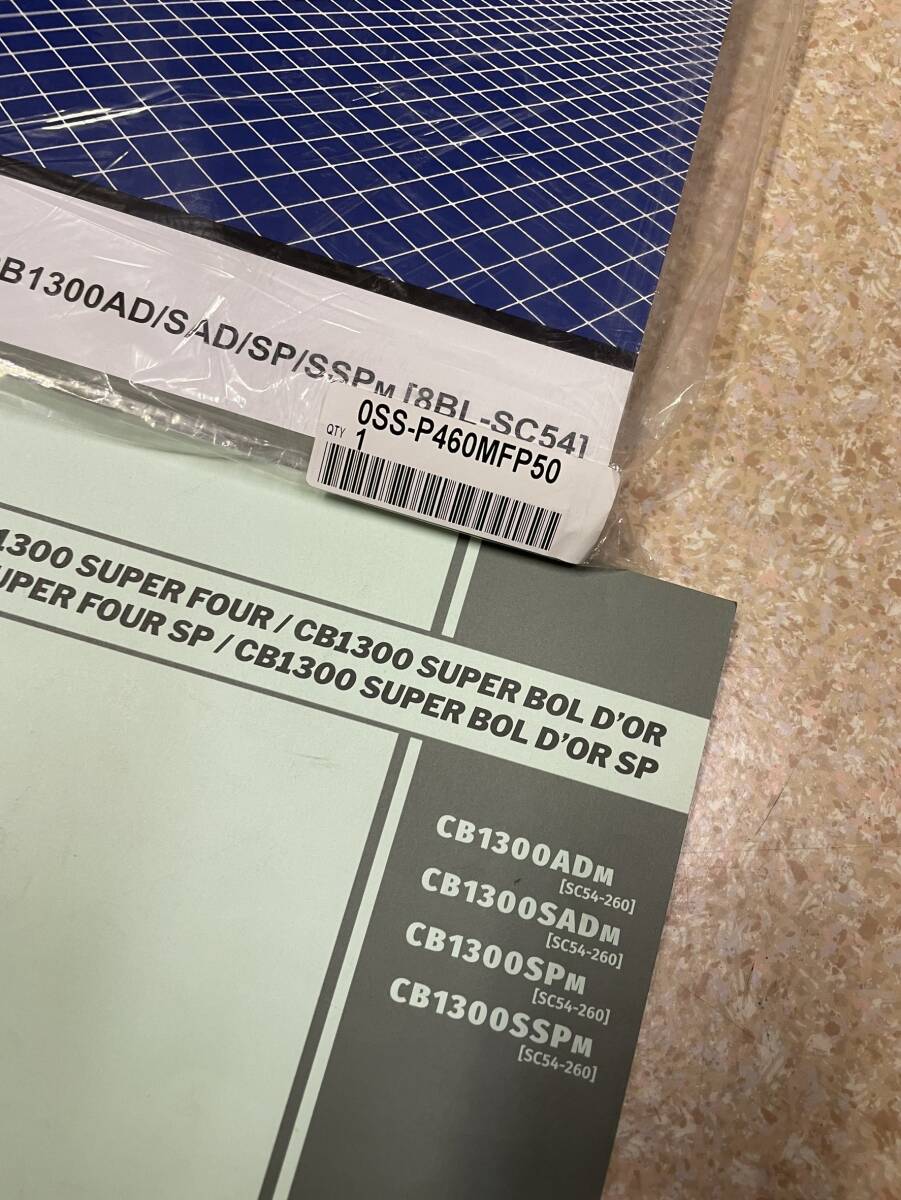 B1300AD/SAD/SP/SSPM [8BL-SC54]
0SS-P460MFP50
QTY 1
1300 SUPER FOUR / CB1300 SUPER BOL D'OR
UPER FOUR SP / CB1300 SUPER BOL D'OR SP
CB1300ADM
[SC54-260]
CB1300SADM
[SC54-260]
CB1300SPM
[SC54-260]
CB1300SSPM
[SC54-260]